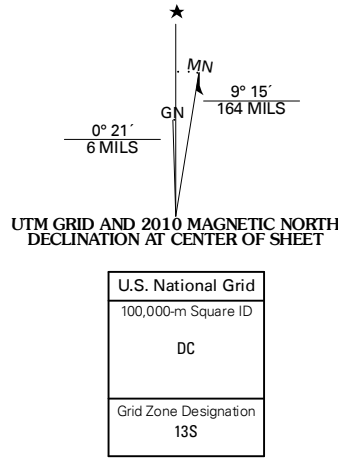 ★
MN
GN
9° 15´
164 MILS
0° 21´
6 MILS
UTM GRID AND 2010 MAGNETIC NORTH
DECLINATION AT CENTER OF SHEET
U.S. National Grid
100,000-m Square ID
DC
Grid Zone Designation
13S